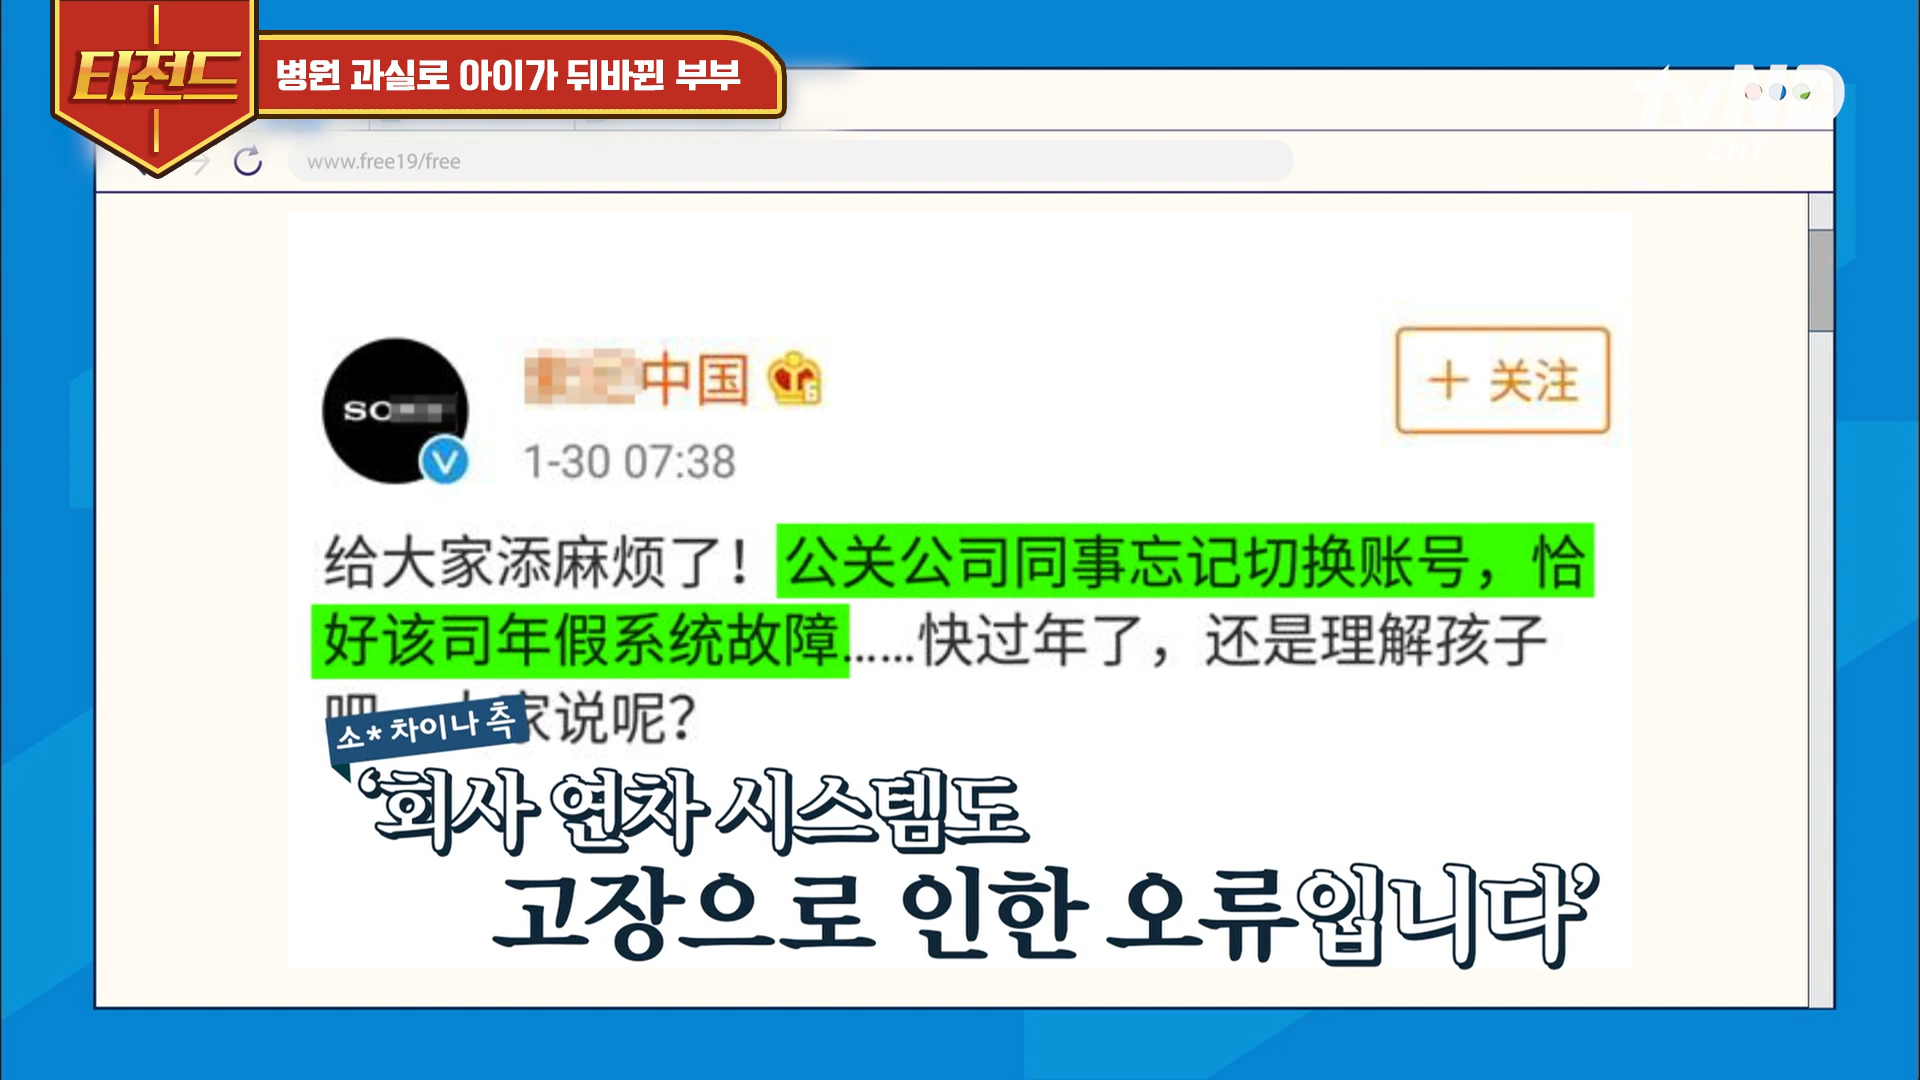 티전드
병원 과실로 아이가 뒤바뀐 부부
tvN D
ENT
www.free19/free
SO
中国
1-30 07:38
+ 关注
给大家添麻烦了！公关公司同事忘记切换账号，恰
好该司年假系统故障……快过年了，还是理解孩子
家说呢？
소* 차이나 측
‘회사 연차 시스템도
고장으로 인한 오류입니다’